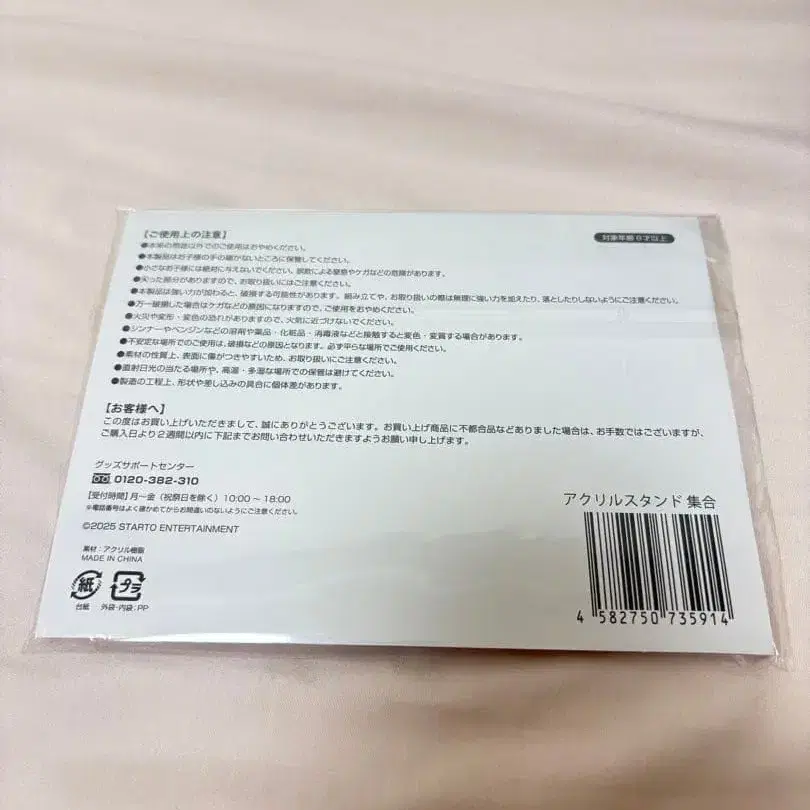 【ご使用上の注意】
対象年齢 6才以上
●本来の用途以外でのご使用はおやめください。
●本製品はお子様の手の届かないところに保管してください。
●小さなお子様には絶対に与えないでください。誤飲による窒息やケガなどの危険があります。
●尖った部分がありますので、お取り扱いにはご注意ください。
●本製品は強い力が加わると、破損する可能性があります。組み立てや、お取り扱いの際は無理に強い力を加えたり、落としたりしないようにご注意ください。
●万一破損した場合はケガなどの原因になりますので、ご使用をおやめください。
●火災や変形・変色の恐れがありますので、火気に近づけないでください。
●シンナーやベンジンなどの溶剤や薬品・化粧品・消毒液などと接触すると変色・変質する場合があります。
●不安定な場所でのご使用は、破損などの原因となります。必ず平らな場所でご使用ください。
●素材の性質上、表面に傷がつきやすいため、お取り扱いにご注意ください。
●直射日光の当たる場所や、高温・多湿な場所での保管は避けてください。
●製造の工程上、形状や差し込みの具合に個体差があります。
【お客様へ】
この度はお買い上げいただきまして、誠にありがとうございます。お買い上げ商品に不都合品などありました場合は、お手数ではございますが、
ご購入日より2週間以内に下記までお問い合わせいただきますようお願い申し上げます。
グッズサポートセンター
0120-382-310
【受付時間】月～金（祝祭日を除く）10:00～18:00
※電話番号はよく確かめてからお間違いのないようにご注意ください。
©2025 STARTO ENTERTAINMENT
素材：アクリル樹脂
MADE IN CHINA
紙
プラ
台紙
外袋・内袋：PP
アクリルスタンド 集合
4 582750 735914